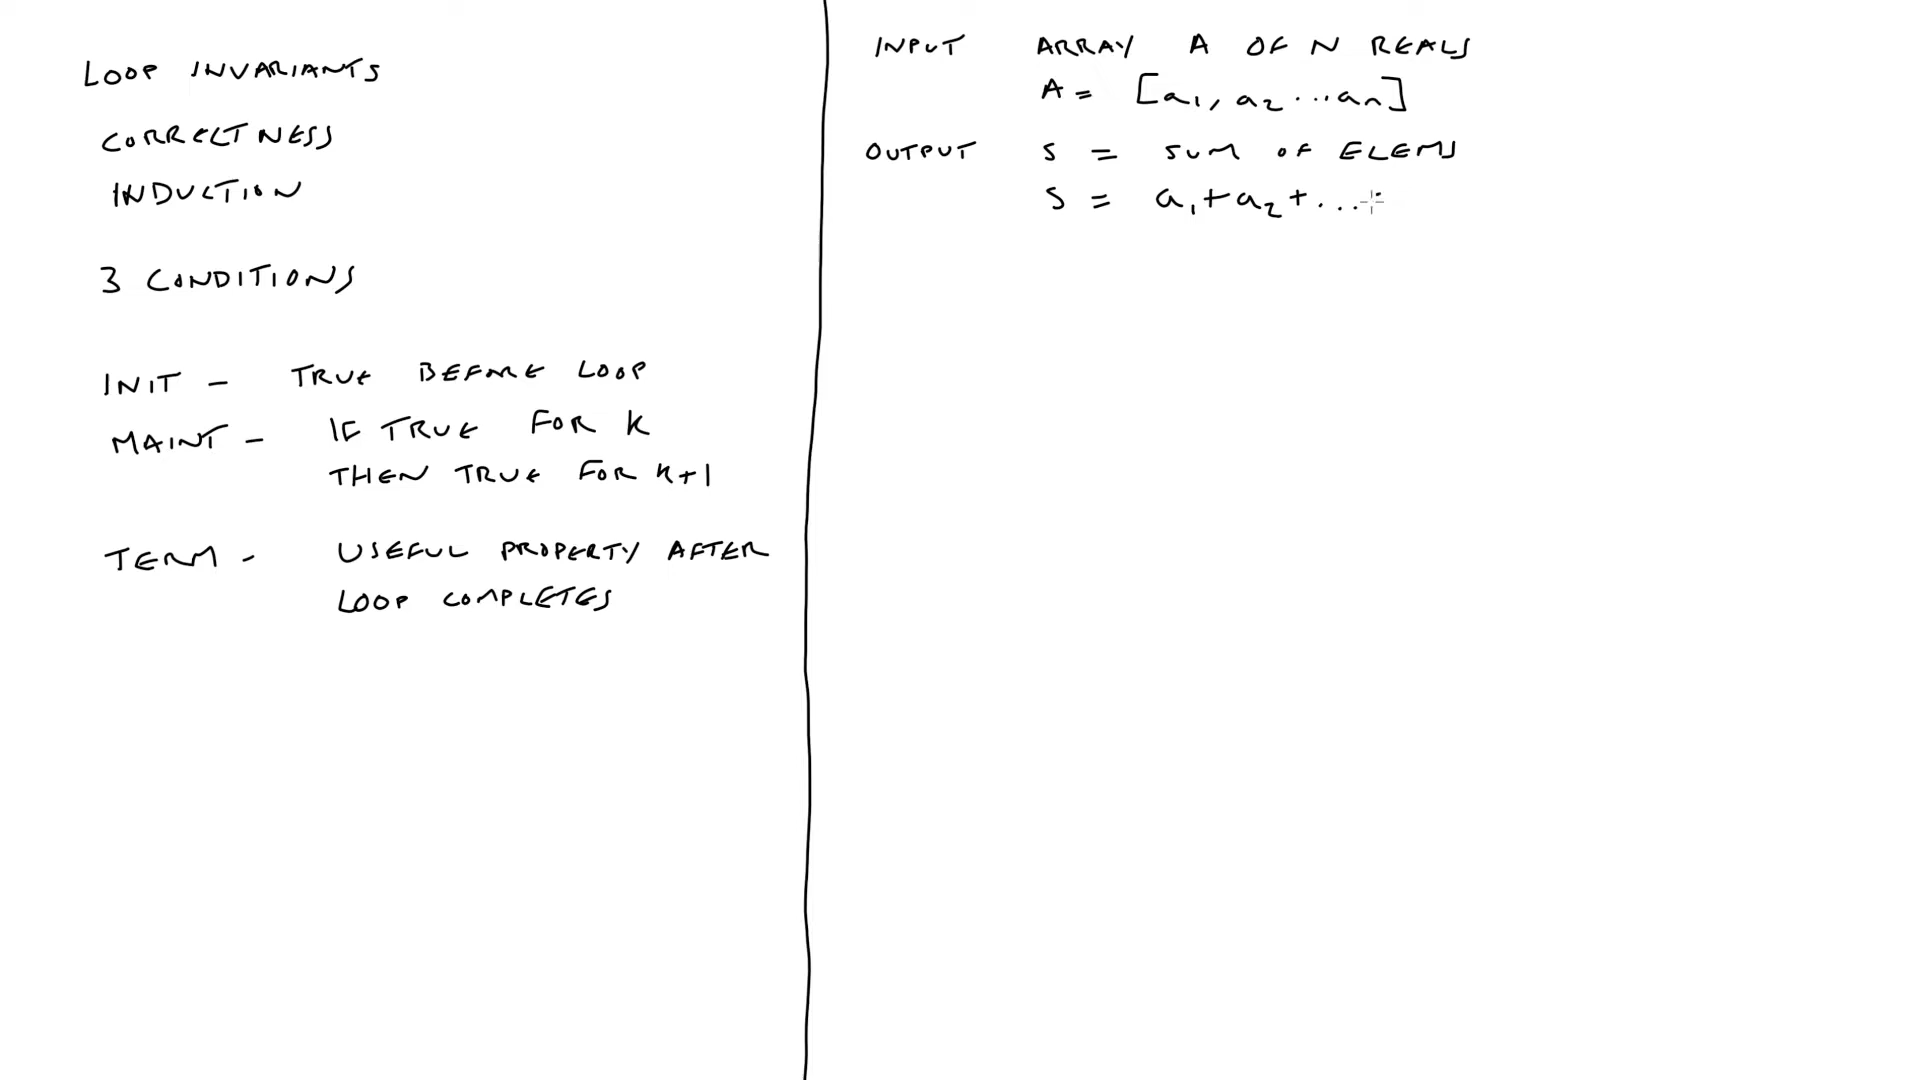 LOOP INVARIANTS
CORRECTNESS
INDUCTION
3 CONDITIONS
INIT - TRUE BEFORE LOOP
MAINT - IF TRUE FOR K
THEN TRUE FOR K+1
TERM - USEFUL PROPERTY AFTER
LOOP COMPLETES
INPUT ARRAY A OF N REALS
A = [a₁, a₂ ... aₙ]
OUTPUT S = SUM OF ELEMS
S = a₁ + a₂ + ...